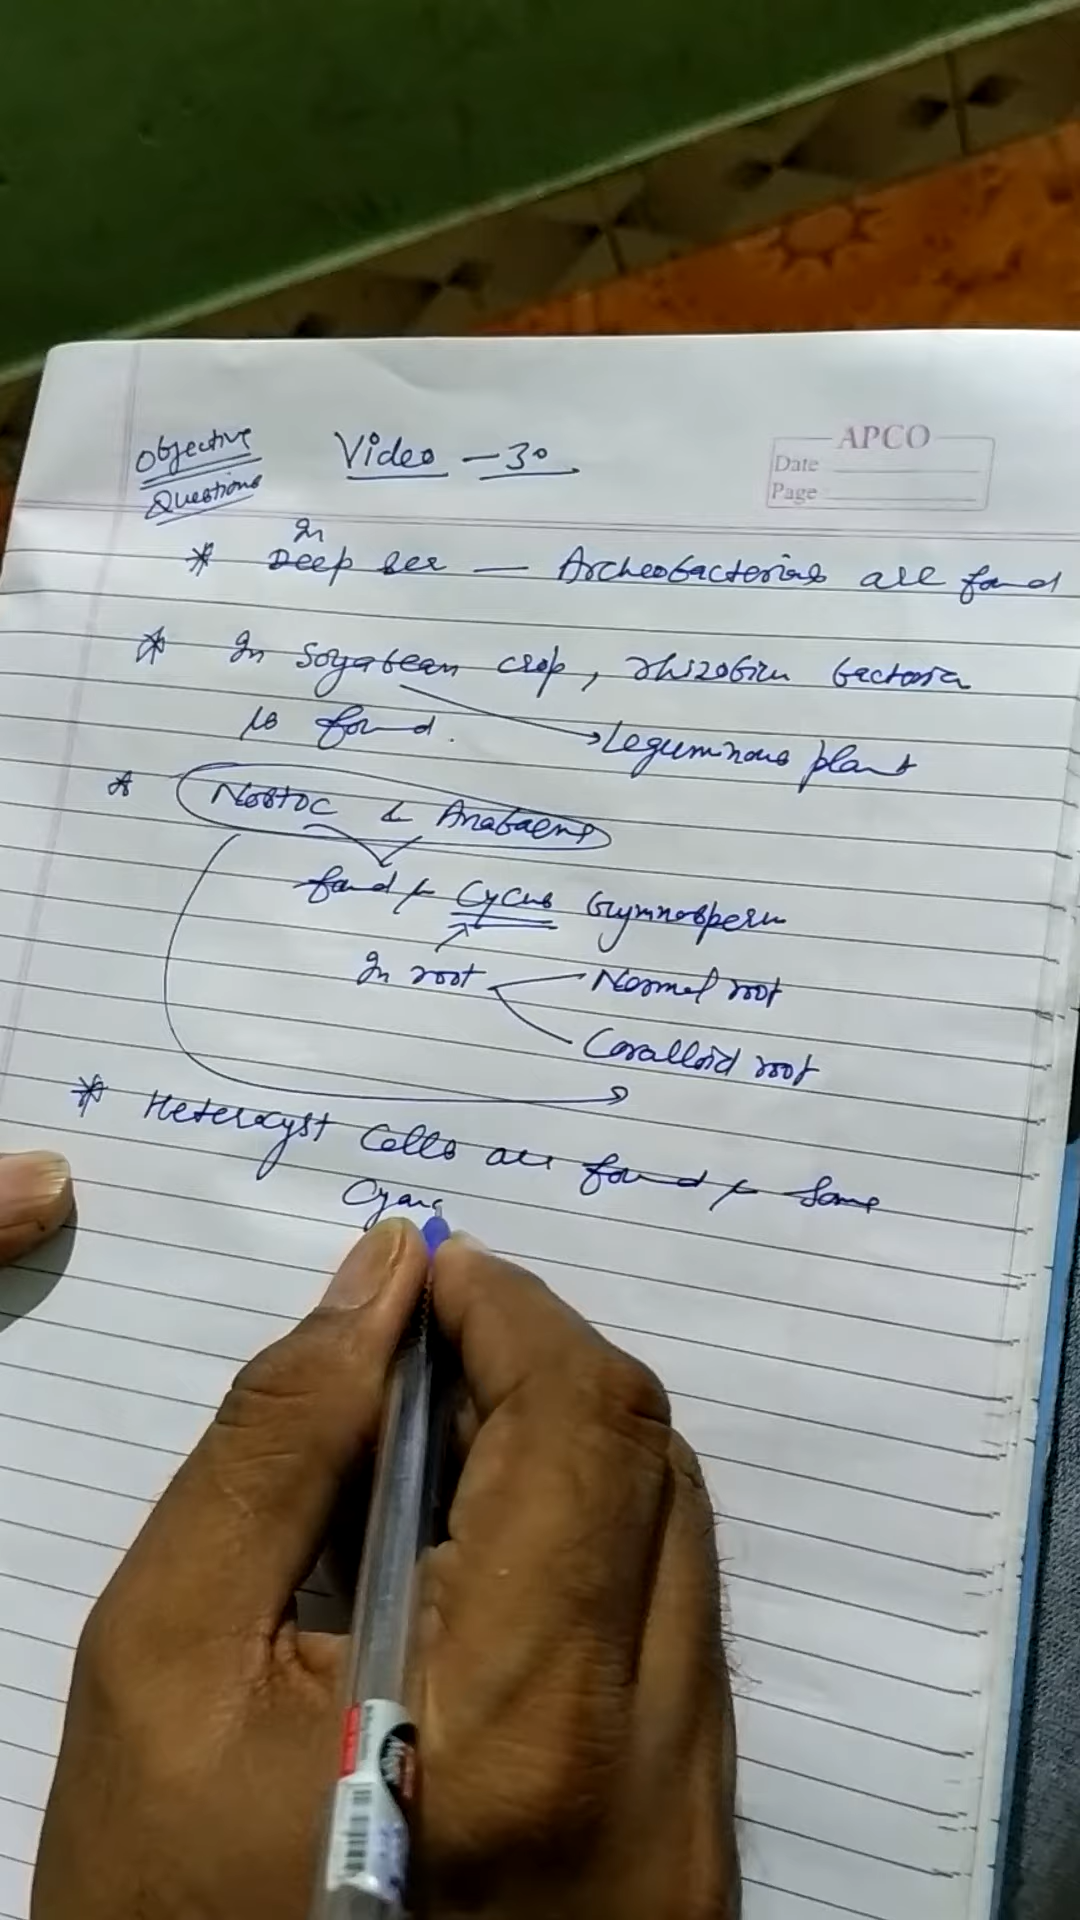 Objective
Questions
Video - 30
APCO
Date
Page
* In Deep sea — Archeobacterias are found
* In Soyabean crop, rhizobium bacteria
is found.
Leguminous plant
* Nostoc & Anabaena
found in Cycus Gymnosperm
In root
Normal root
Coralloid root
* Heterocyst Cells are found in Some
Cyano